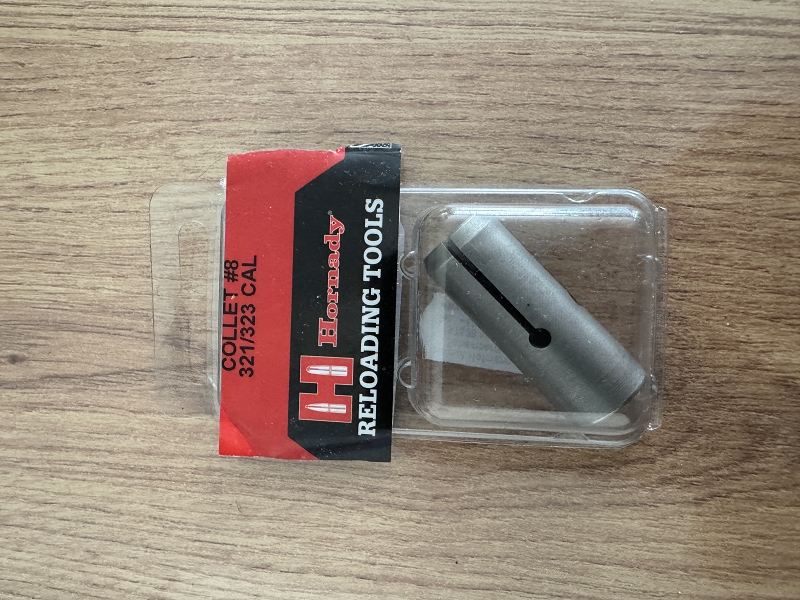 COLLET #8
321/323 CAL
Hornady
RELOADING TOOLS